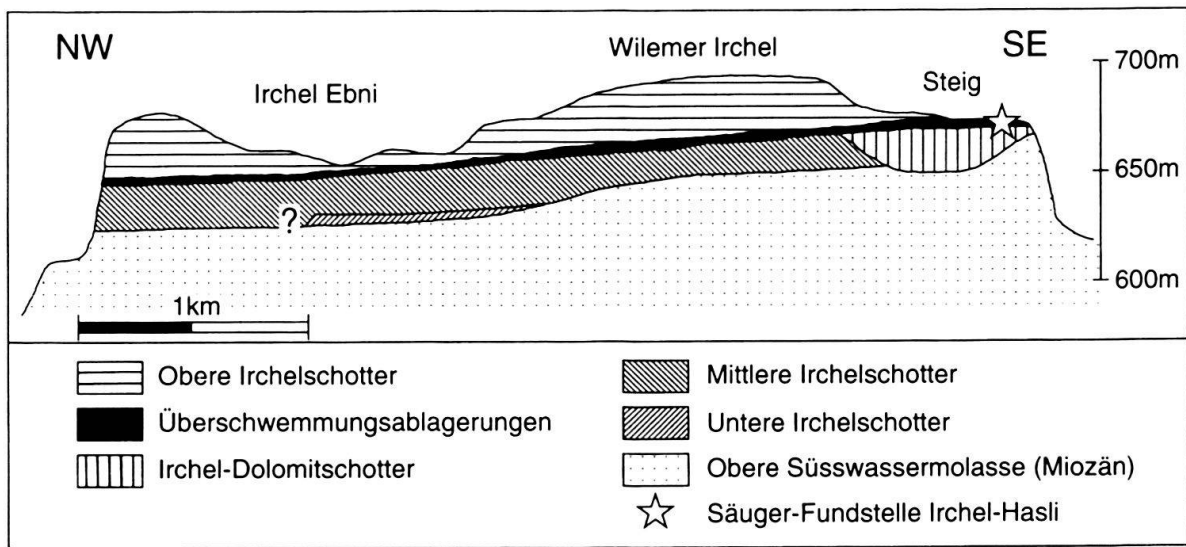 NW
Wilemer Irchel
SE
Irchel Ebni
Steig
700m
650m
600m
?
1km
Obere Irchelschotter
Überschwemmungsablagerungen
Irchel-Dolomitschotter
Mittlere Irchelschotter
Untere Irchelschotter
Obere Süsswassermolasse (Miozän)
Säuger-Fundstelle Irchel-Hasli